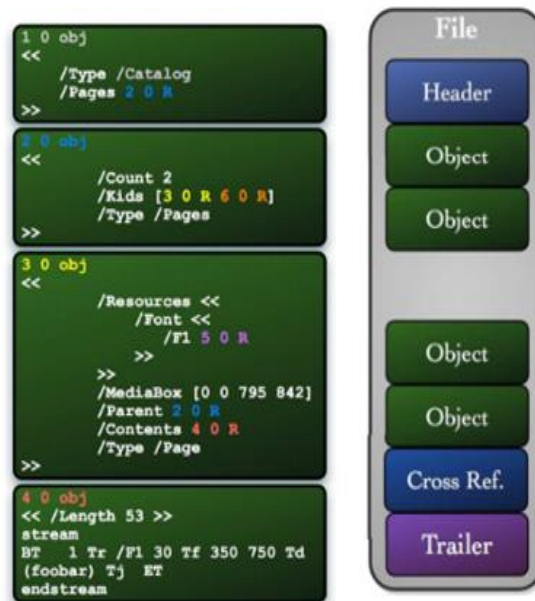 1 0 obj
<<
/Type /Catalog
/Pages 2 0 R
>>
2 0 obj
<<
/Count 2
/Kids [3 0 R 6 0 R]
/Type /Pages
>>
3 0 obj
<<
/Resources <<
/Font <<
/F1 5 0 R
>>
>>
/MediaBox [0 0 795 842]
/Parent 2 0 R
/Contents 4 0 R
/Type /Page
>>
4 0 obj
<< /Length 53 >>
stream
BT 1 Tr /F1 30 Tf 350 750 Td
(foobar) Tj ET
endstream
File
Header
Object
Object
Object
Object
Cross Ref.
Trailer